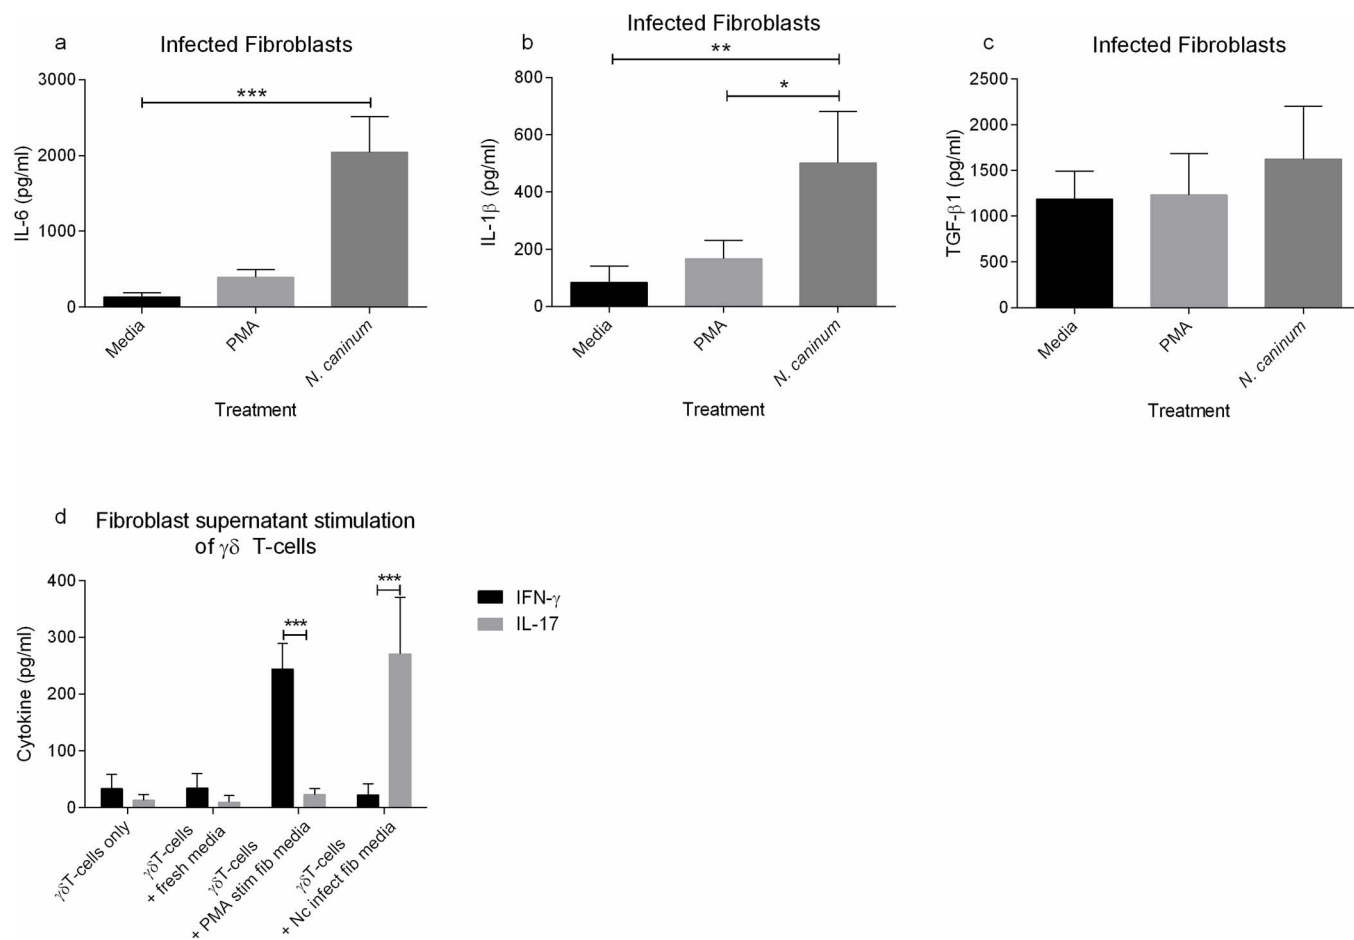 a
Infected Fibroblasts
3000
2000
1000
0
IL-6 (pg/ml)
***
Media
PMA
N. caninum
Treatment
b
Infected Fibroblasts
800
600
400
200
0
IL-1β (pg/ml)
**
*
Media
PMA
N. caninum
Treatment
c
Infected Fibroblasts
2500
2000
1500
1000
500
0
TGF-β1 (pg/ml)
Media
PMA
N. caninum
Treatment
d
Fibroblast supernatant stimulation
of γδ T-cells
400
300
200
100
0
Cytokine (pg/ml)
***
***
γδT-cells only
γδT-cells
+ fresh media
γδT-cells
+ PMA stim fib media
γδT-cells
+ Nc infect fib media
IFN-γ
IL-17